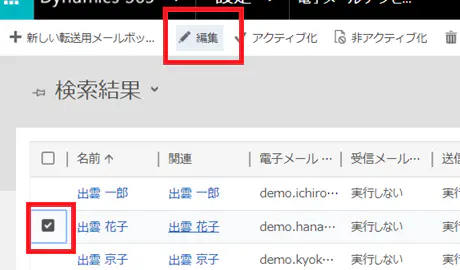 Dynamics 365
設定
電子メール
新しい転送用メールボッ...
編集
アクティブ化
非アクティブ化
検索結果
名前 ↑ 関連 電子メール ... 受信メール... 送信
出雲 一郎 出雲 一郎 demo.ichiro... 実行しない 実行
出雲 花子 出雲 花子 demo.hana... 実行しない 実行
出雲 京子 出雲 京子 demo.kyok... 実行しない 実行